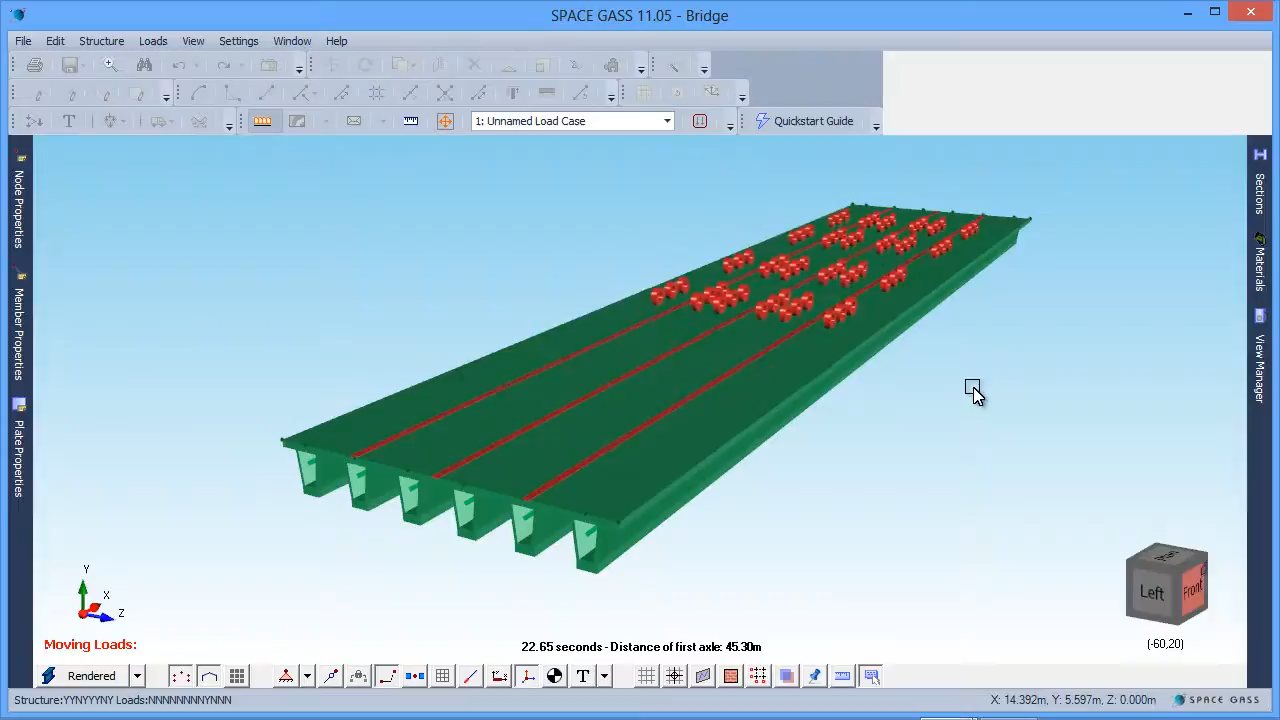 SPACE GASS 11.05 - Bridge
File Edit Structure Loads View Settings Window Help
1: Unnamed Load Case
Quickstart Guide
Node Properties
Member Properties
Plate Properties
Sections
Materials
View Manager
Y
X
Z
Left
Front
Moving Loads:
22.65 seconds - Distance of first axle: 45.30m
(-60,20)
Rendered
Structure:YYNYYYNY Loads:NNNNNNNNYNNN
X: 14.392m, Y: 5.597m, Z: 0.000m
SPACE GASS